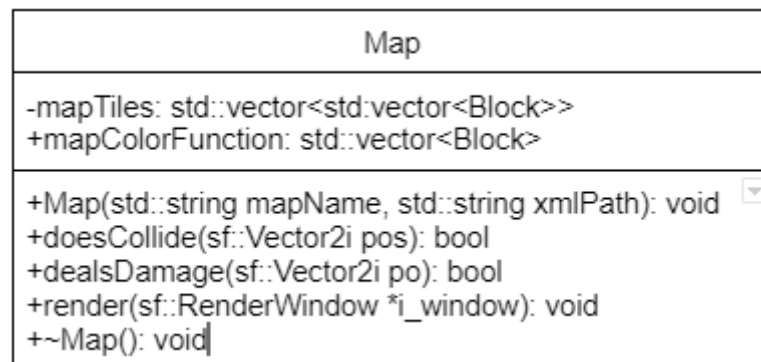 Map
-mapTiles: std::vector<std:vector<Block>>
+mapColorFunction: std::vector<Block>
+Map(std::string mapName, std::string xmlPath): void
+doesCollide(sf::Vector2i pos): bool
+dealsDamage(sf::Vector2i po): bool
+render(sf::RenderWindow *i_window): void
+~Map(): void